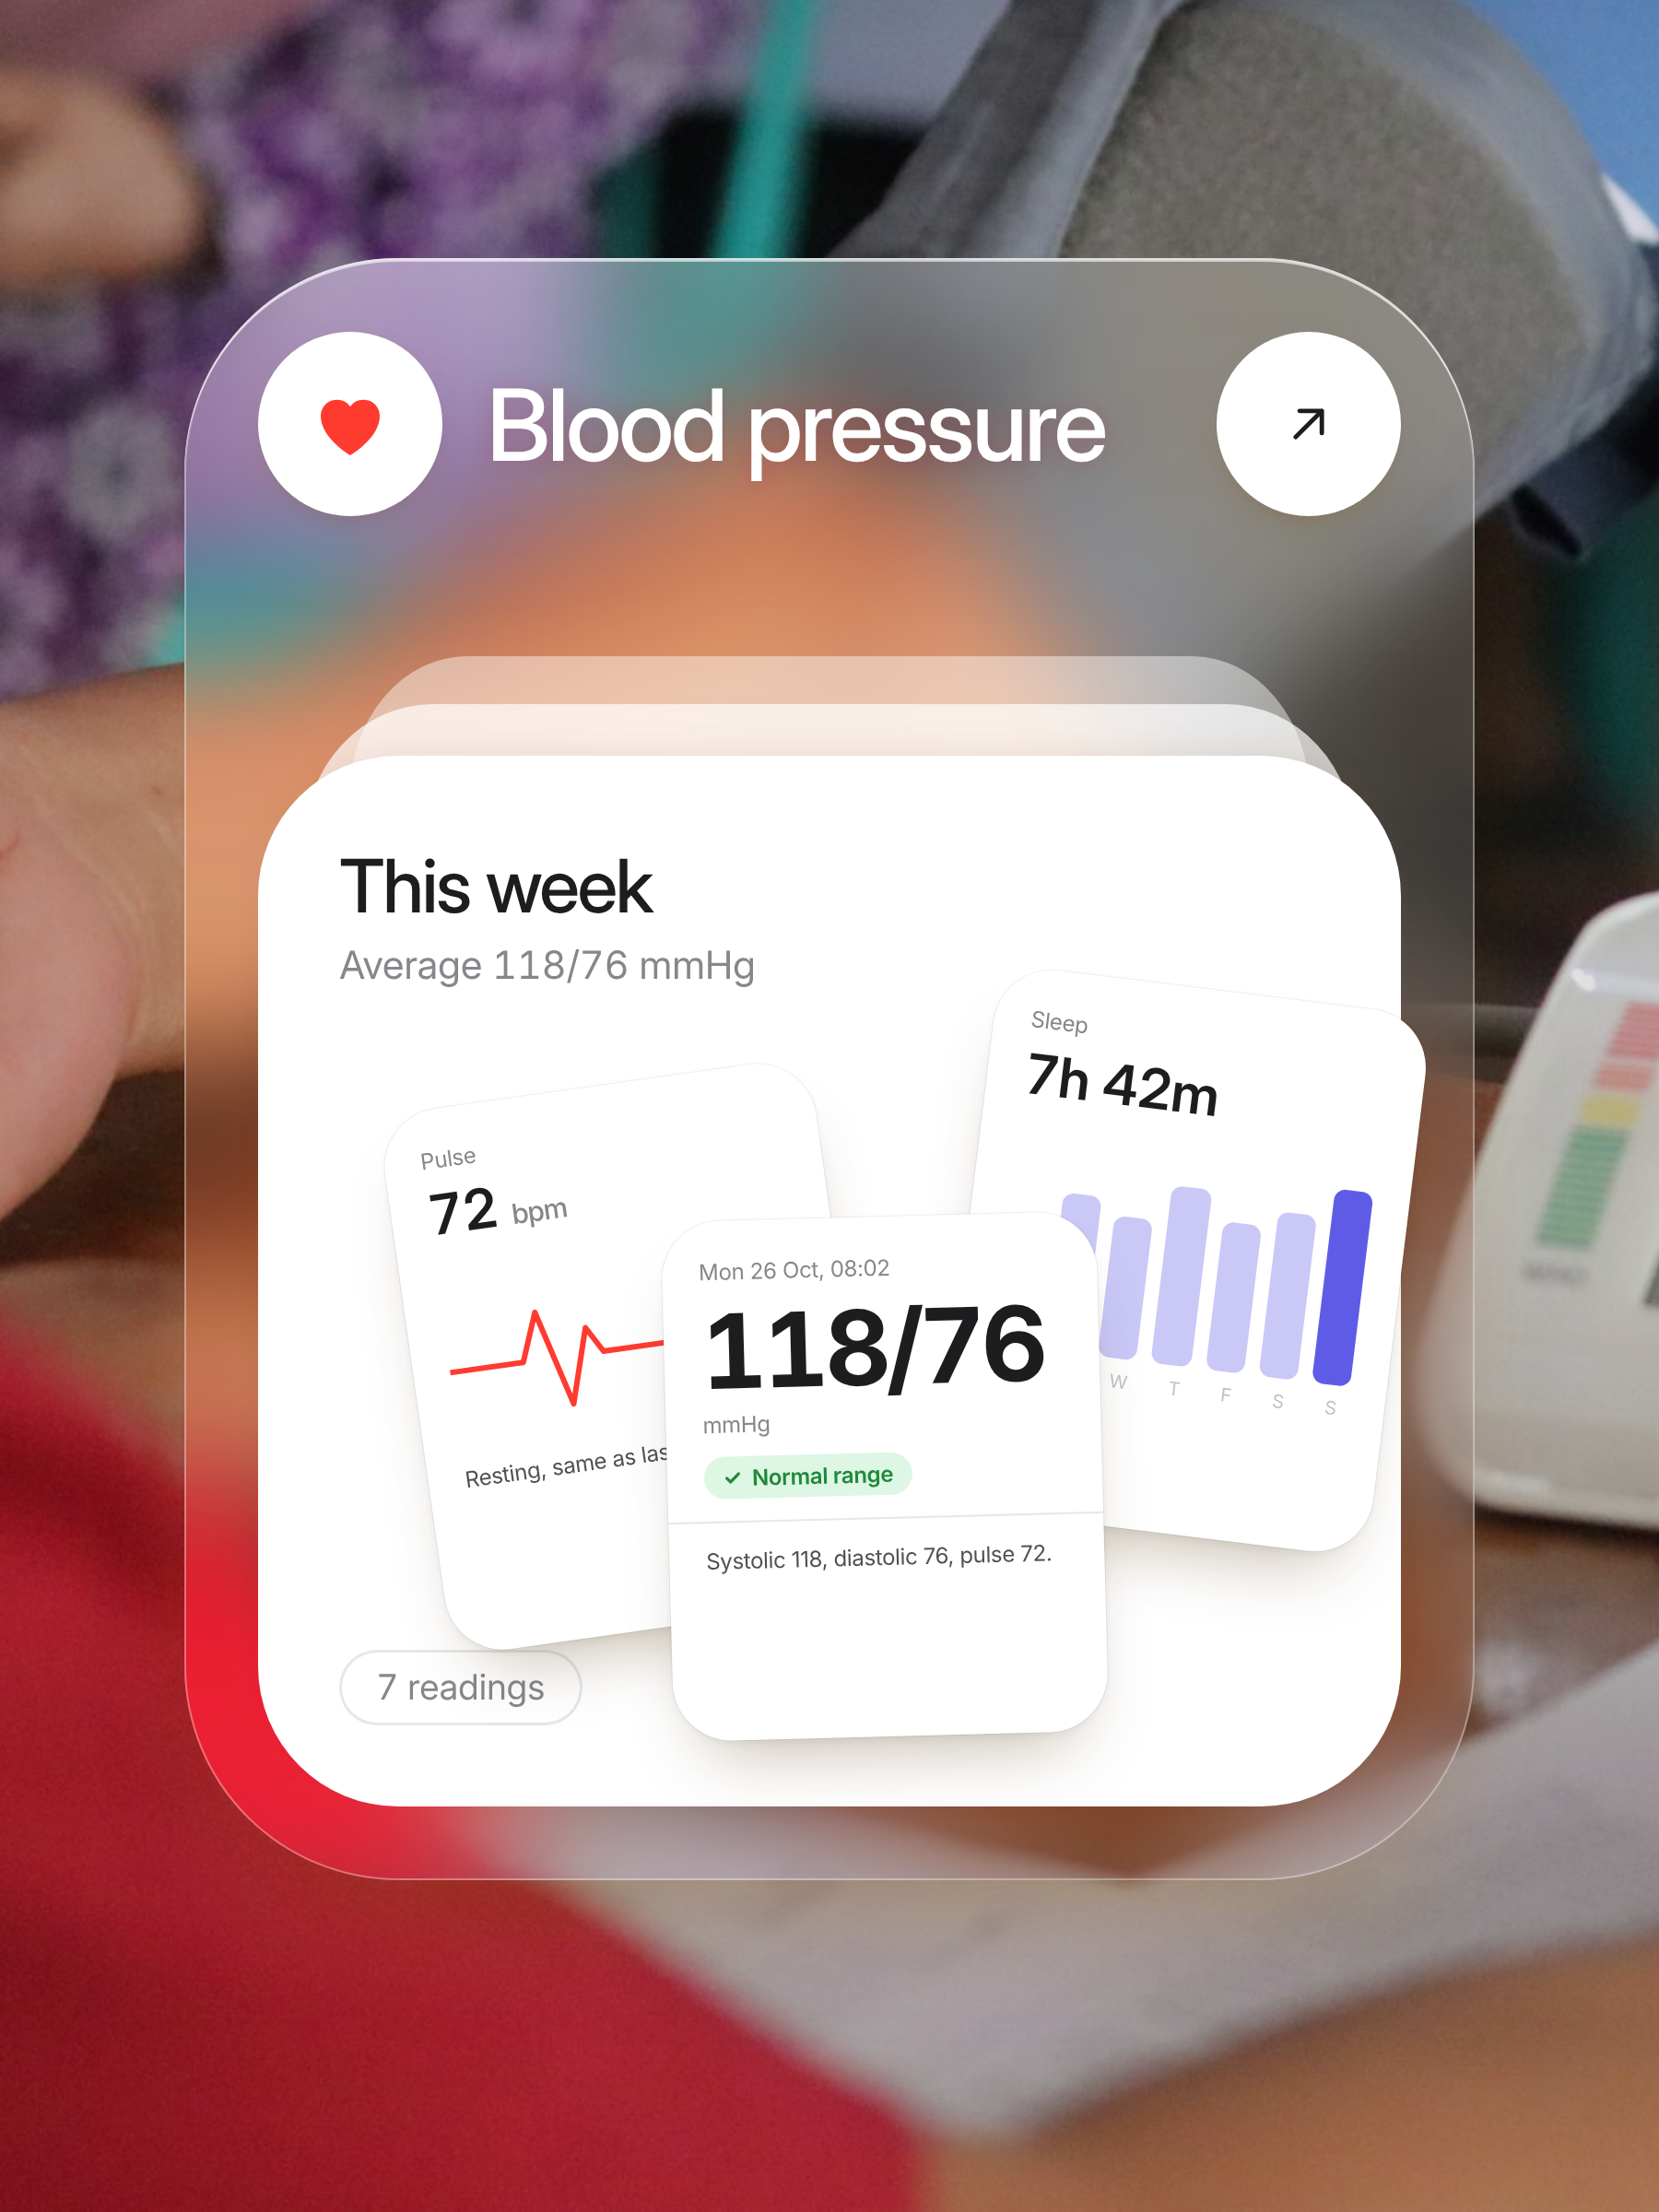 Blood pressure
This week
Average 118/76 mmHg
Sleep
7h 42m
W T F S S
Pulse
72 bpm
Resting, same as
Mon 26 Oct, 08:02
118/76
mmHg
Normal range
Systolic 118, diastolic 76, pulse 72.
7 readings